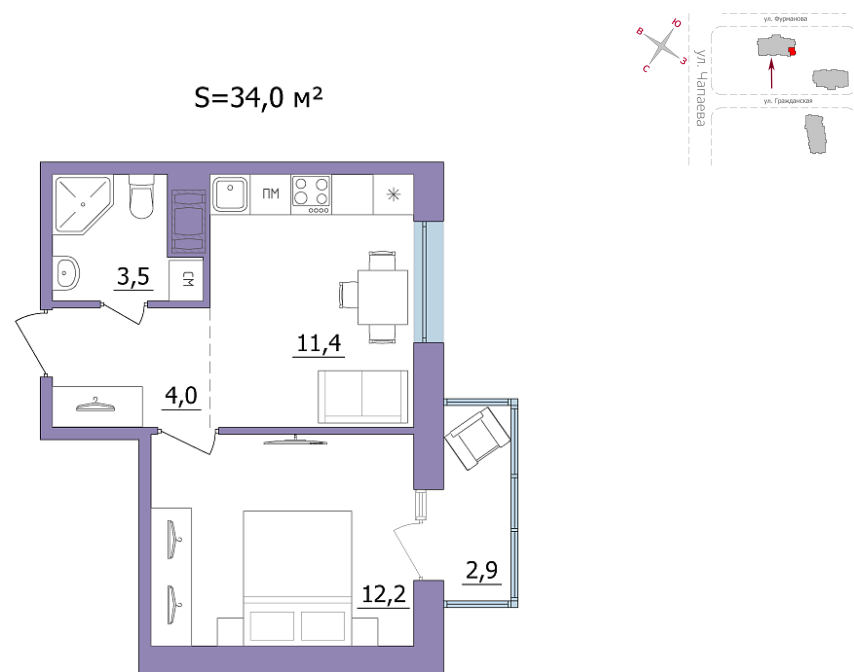 ул. Фурманова
Ю
В
З
С
ул. Чапаева
ул. Гражданская
S=34,0 м²
ПМ
СМ
3,5
11,4
4,0
12,2
2,9